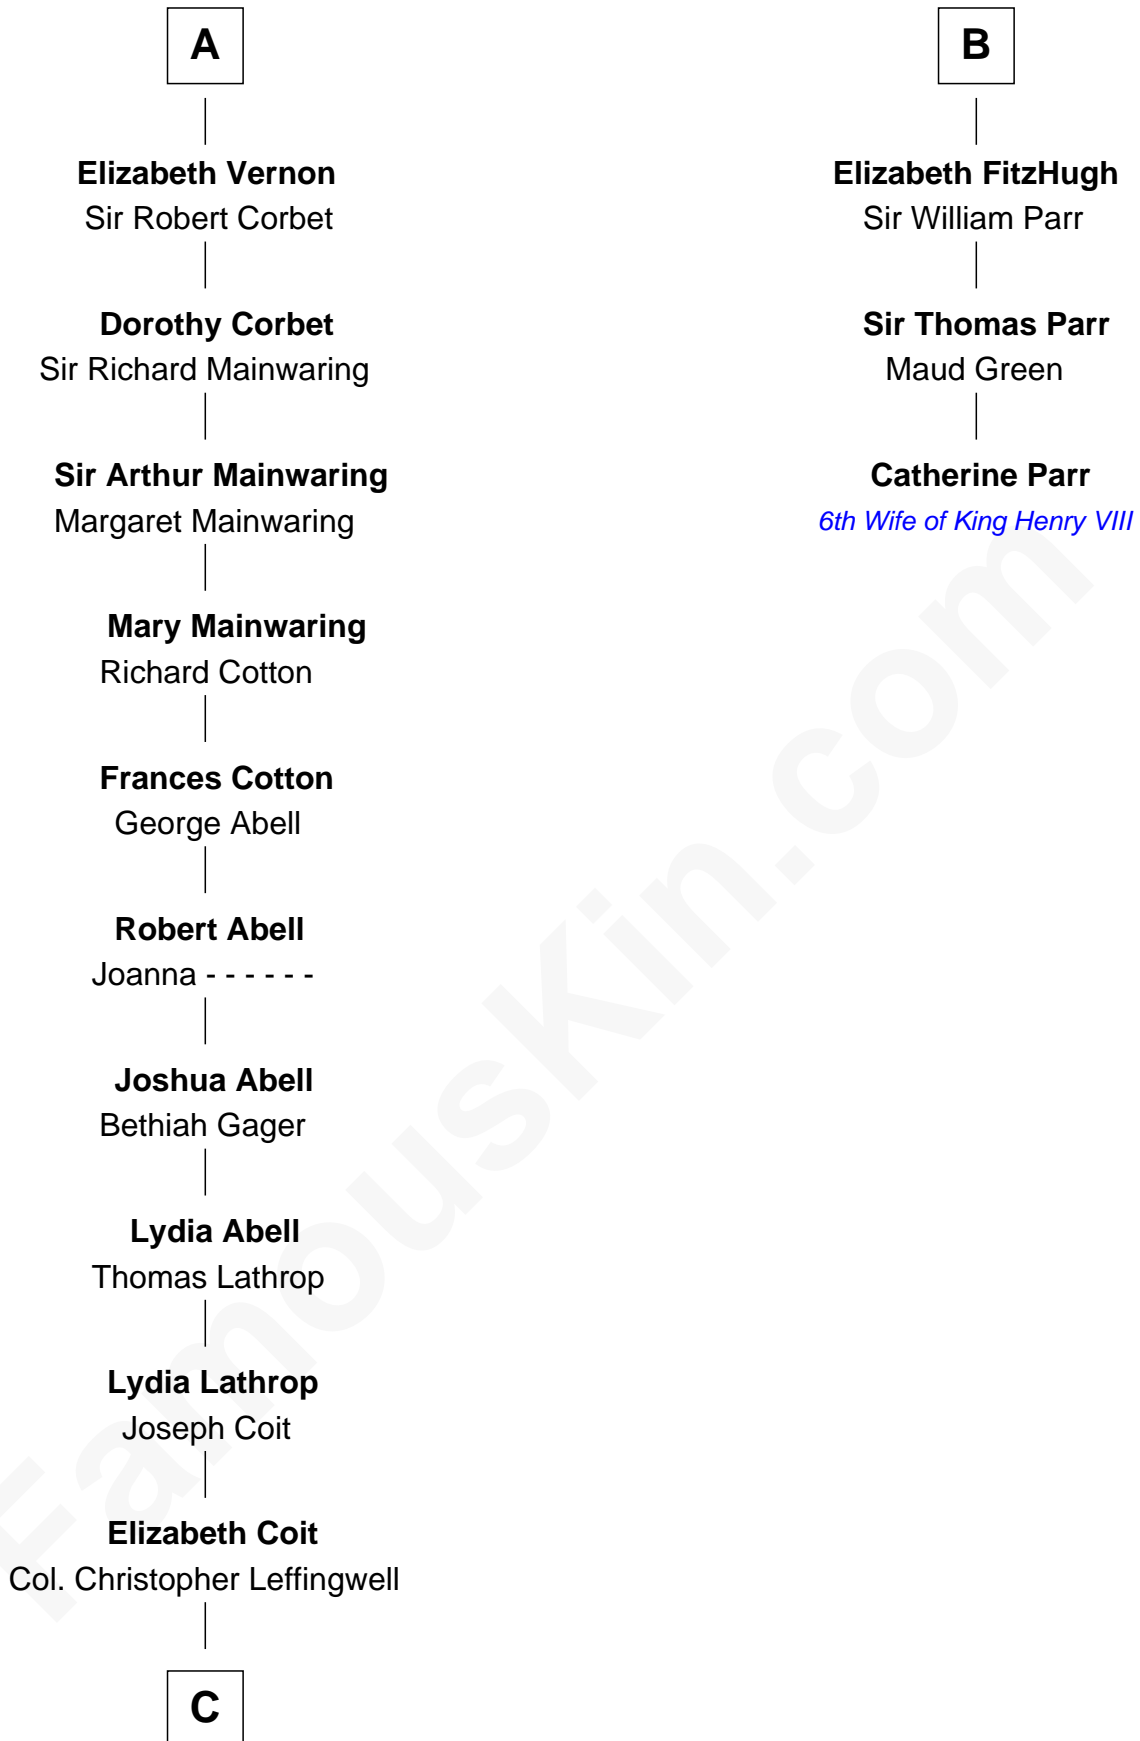 A
Elizabeth Vernon
Sir Robert Corbet
Dorothy Corbet
Sir Richard Mainwaring
Sir Arthur Mainwaring
Margaret Mainwaring
Mary Mainwaring
Richard Cotton
Frances Cotton
George Abell
Robert Abell
Joanna - - - - - -
Joshua Abell
Bethiah Gager
Lydia Abell
Thomas Lathrop
Lydia Lathrop
Joseph Coit
Elizabeth Coit
Col. Christopher Leffingwell
C
B
Elizabeth FitzHugh
Sir William Parr
Sir Thomas Parr
Maud Green
Catherine Parr
6th Wife of King Henry VIII
FamousKin.com